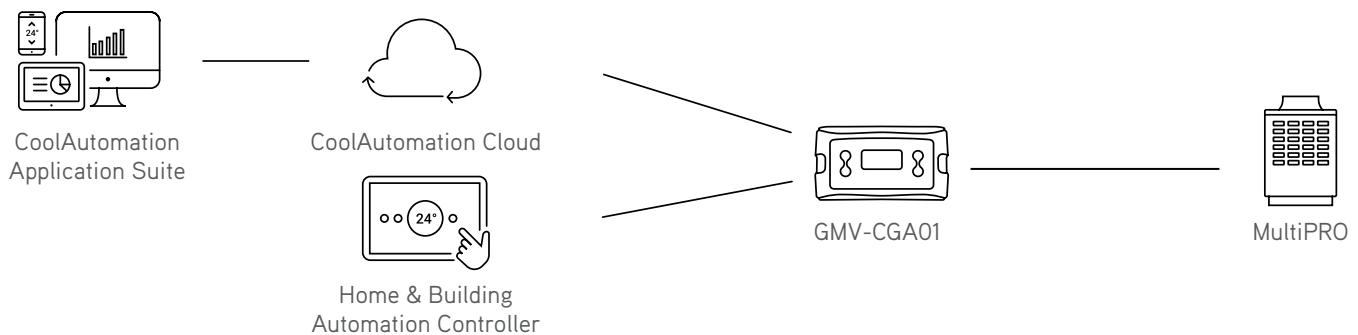 24°
CoolAutomation
Application Suite
CoolAutomation Cloud
24°
Home & Building
Automation Controller
GMV-CGA01
MultiPRO